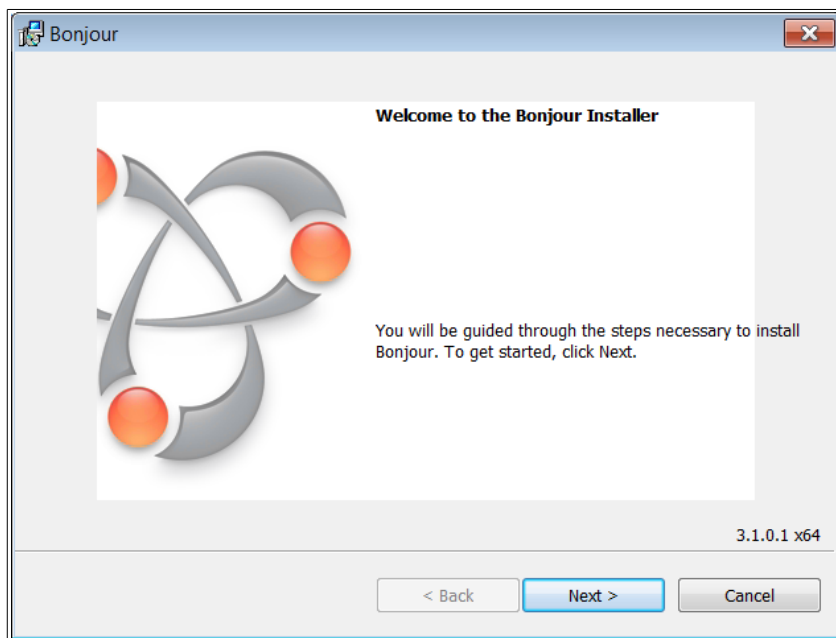 Bonjour
Welcome to the Bonjour Installer
You will be guided through the steps necessary to install
Bonjour. To get started, click Next.
3.1.0.1 x64
< Back
Next >
Cancel